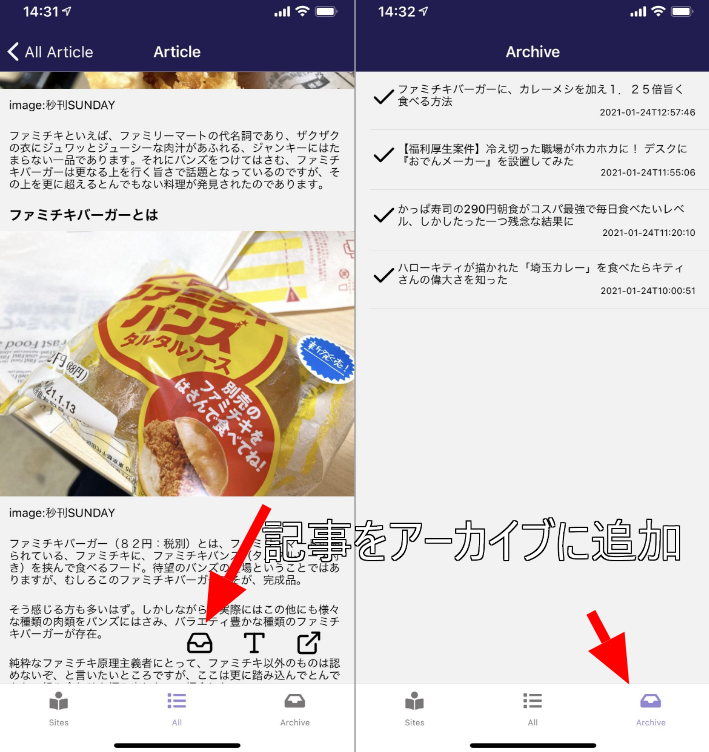 14:31
All Article
Article
image:秒刊SUNDAY
ファミチキといえば、ファミリーマートの代名詞であり、ザクザク
の衣にジュワッとジューシーな肉汁があふれる、ジャンキーにはた
まらない一品であります。それにバンズをつけてはさむ、ファミチ
キバーガーは更なる上を行く旨さで話題となっているのですが、そ
の上を更に超えるとんでもない料理が発見されたのであります。
ファミチキバーガーとは
ファミチキ
バンズ
タルタルソース
別売の
ファミチキを
はさんで食べてね!
21.1.13
image:秒刊SUNDAY
ファミチキバーガー（８２円：税別）とは、フ
られている、ファミチキに、ファミチキバンズ（タ
き）を挟んで食べるフード。待望のバンズの登場ということではあ
りますが、むしろこのファミチキバーガーこそが、完成品。
そう感じる方も多いはず。しかしながら、実際にはこの他にも様々
な種類の肉類をバンズにはさみ、バラエティ豊かな種類のファミチ
キバーガーが存在。
純粋なファミチキ原理主義者にとって、ファミチキ以外のものは認
めないぞ、と言いたいところですが、ここは更に踏み込んでとんで
Sites
All
Archive
14:32
Archive
ファミチキバーガーに、カレーメシを加え１．２５倍旨く
食べる方法
2021-01-24T12:57:46
【福利厚生案件】冷え切った職場がホカホカに！ デスクに
『おでんメーカー』を設置してみた
2021-01-24T11:55:06
かっぱ寿司の290円朝食がコスパ最強で毎日食べたいレベ
ル、しかしたった一つ残念な結果に
2021-01-24T11:20:10
ハローキティが描かれた「埼玉カレー」を食べたらキティ
さんの偉大さを知った
2021-01-24T10:00:51
記事をアーカイブに追加
Sites
All
Archive